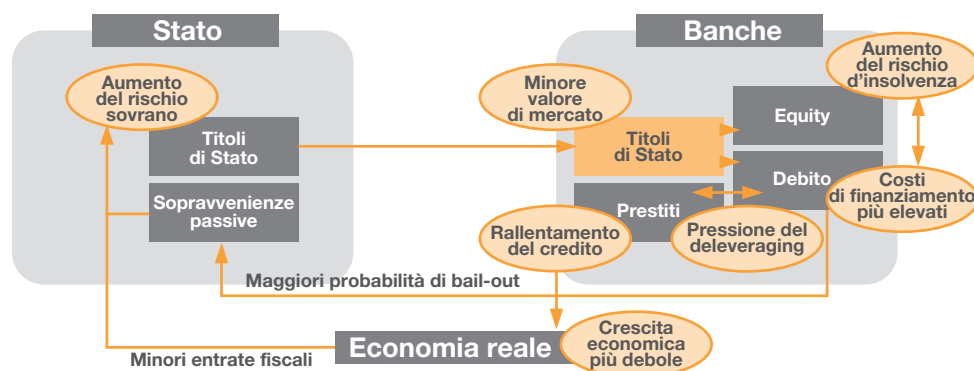 Stato
Banche
Aumento
del rischio
sovrano
Titoli
di Stato
Sopravvenienze
passive
Minore
valore
di mercato
Titoli
di Stato
Prestiti
Equity
Debito
Aumento
del rischio
d'insolvenza
Costi
di finanziamento
più elevati
Rallentamento
del credito
Pressione del
deleveraging
Maggiori probabilità di bail-out
Economia reale
Crescita
economica
più debole
Minori entrate fiscali